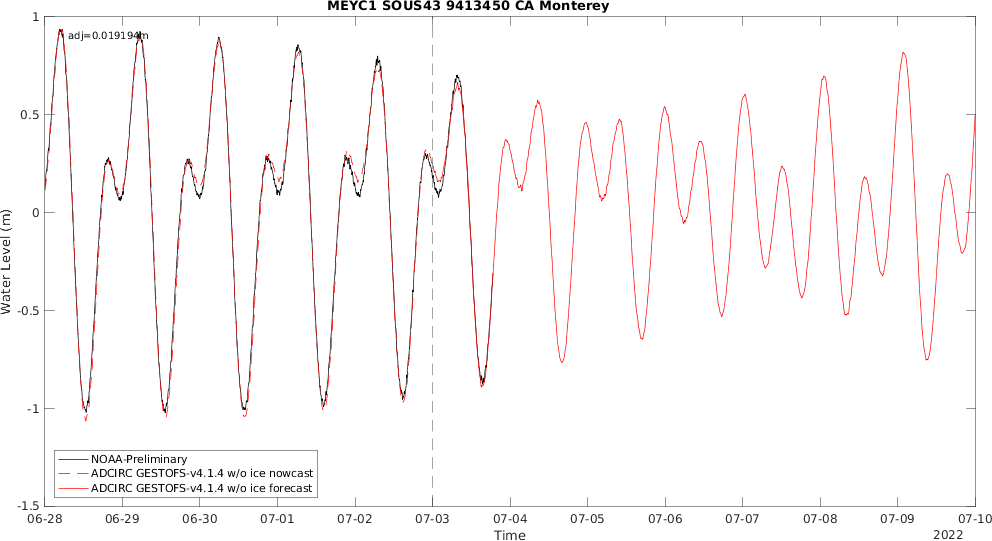 MEYC1 SOUS43 9413450 CA Monterey
adj=0.019194m
1
0.5
0
-0.5
-1
-1.5
Water Level (m)
NOAA-Preliminary
ADCIRC GESTOFS-v4.1.4 w/o ice nowcast
ADCIRC GESTOFS-v4.1.4 w/o ice forecast
06-28 06-29 06-30 07-01 07-02 07-03 07-04 07-05 07-06 07-07 07-08 07-09 07-10
Time
2022